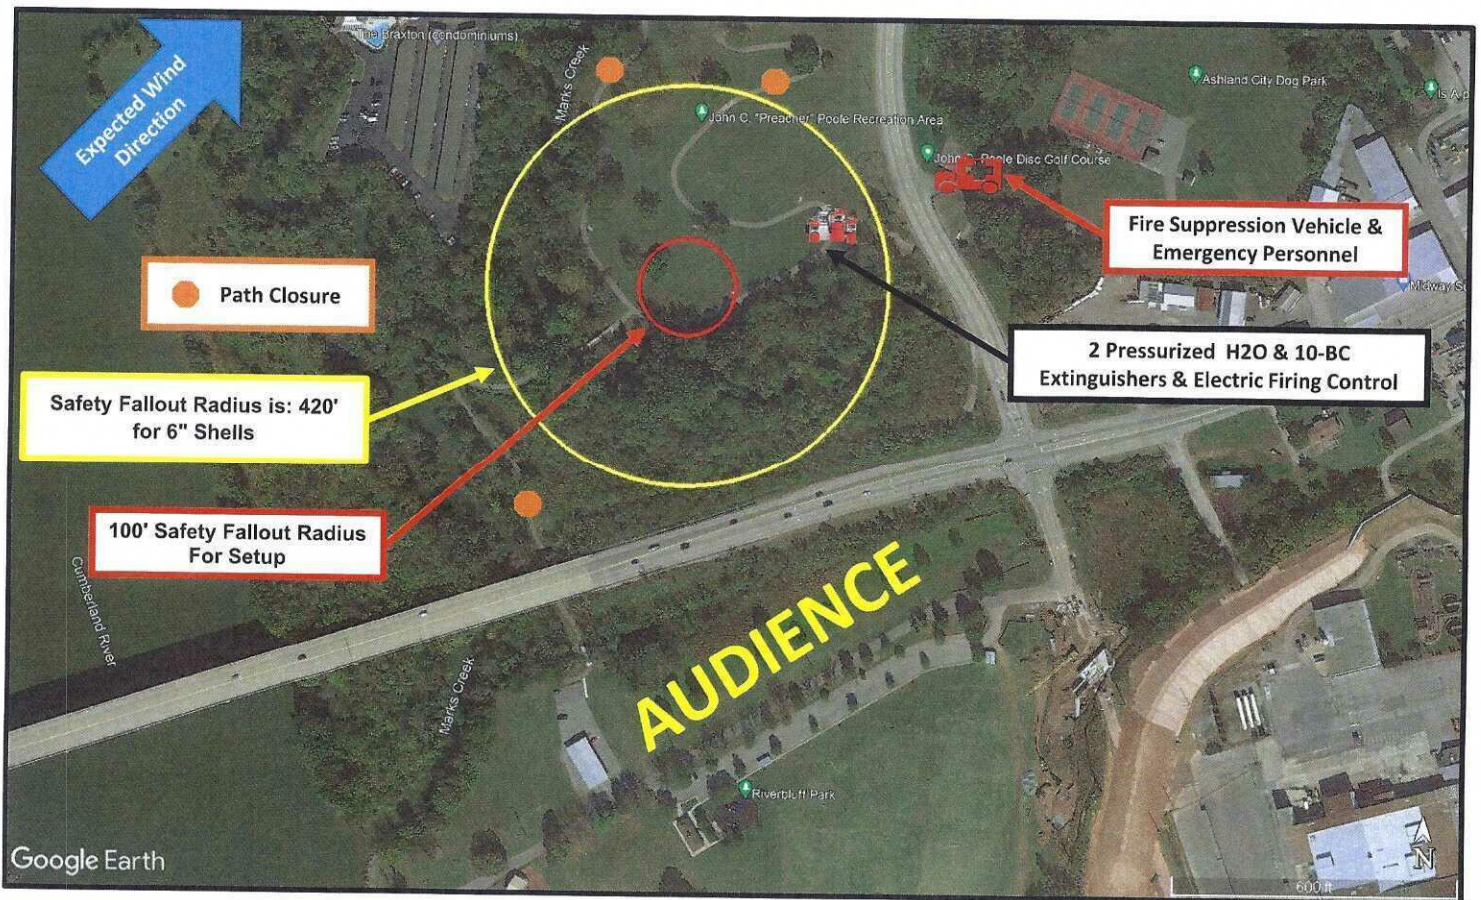 Expected Wind
Direction
The Braxton (condominiums)
Marks Creek
John C. "Preacher" Poole Recreation Area
Ashland City Dog Park
John C. Poole Disc Golf Course
Fire Suppression Vehicle &
Emergency Personnel
Path Closure
2 Pressurized H2O & 10-BC
Extinguishers & Electric Firing Control
Safety Fallout Radius is: 420'
for 6" Shells
100' Safety Fallout Radius
For Setup
Cumberland River
Marks Creek
AUDIENCE
Riverbluff Park
Midway
Google Earth
N
600 ft